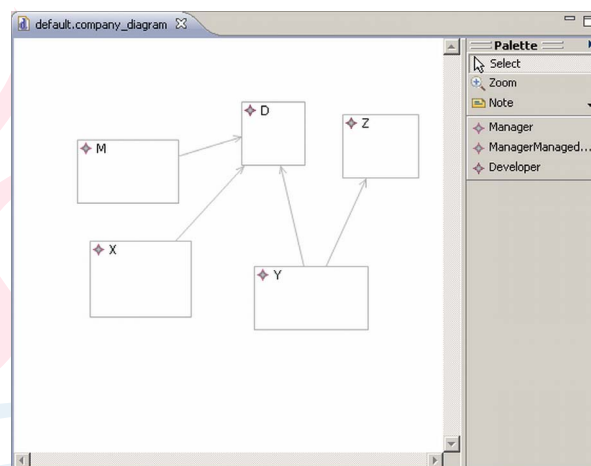 default.company_diagram
D
Z
M
X
Y
Palette
Select
Zoom
Note
Manager
ManagerManaged...
Developer